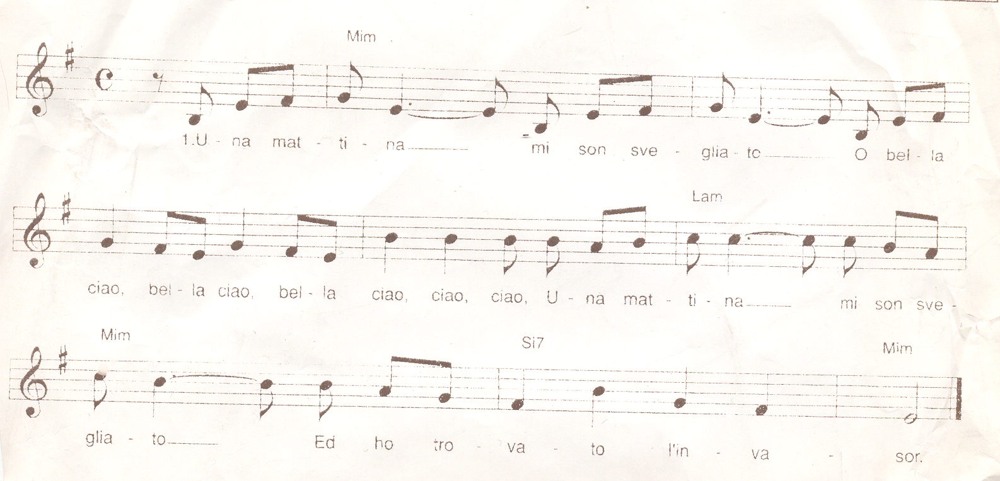 Mim
1.U - na mat - ti - na mi son sve - glia - to O bel - la
Lam
ciao, bel - la ciao, bel - la ciao, ciao, ciao, U - na mat - ti - na mi son sve -
Mim Si7 Mim
glia - to Ed ho tro - va - to l'in - va - sor.